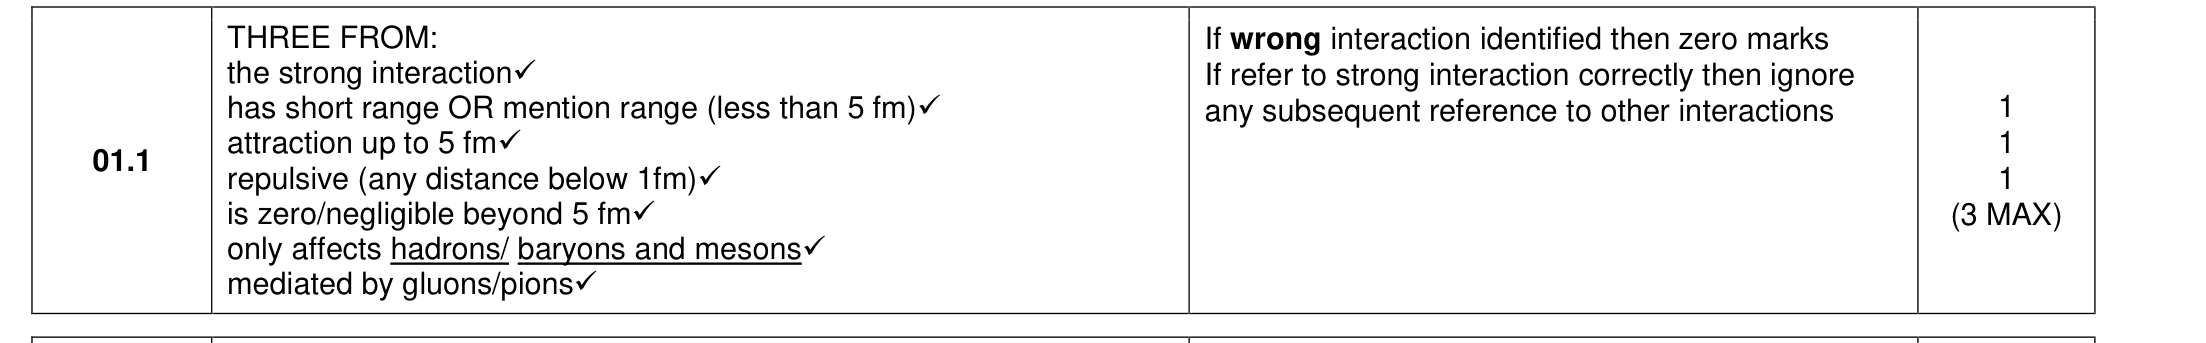 01.1
THREE FROM:
the strong interaction✓
has short range OR mention range (less than 5 fm)✓
attraction up to 5 fm✓
repulsive (any distance below 1fm)✓
is zero/negligible beyond 5 fm✓
only affects hadrons/ baryons and mesons✓
mediated by gluons/pions✓
If wrong interaction identified then zero marks
If refer to strong interaction correctly then ignore
any subsequent reference to other interactions
1
1
1
(3 MAX)